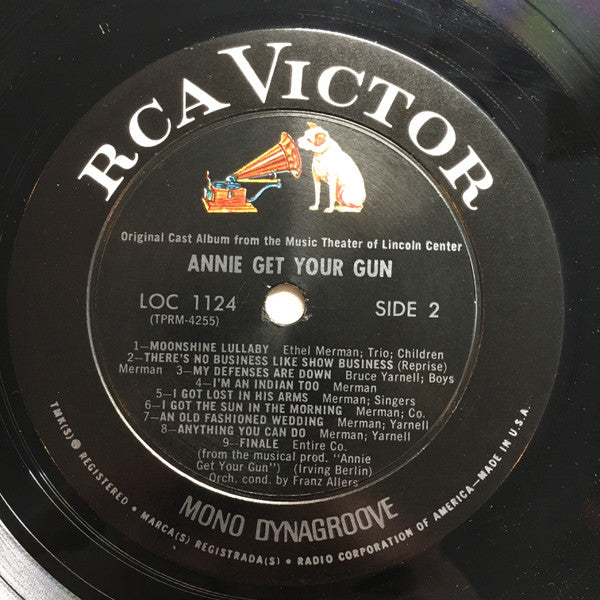 RCA VICTOR
Original Cast Album from the Music Theater of Lincoln Center
ANNIE GET YOUR GUN
LOC 1124
(TPRM-4255)
SIDE 2
1—MOONSHINE LULLABY Ethel Merman; Trio; Children
2—THERE'S NO BUSINESS LIKE SHOW BUSINESS (Reprise)
Merman 3—MY DEFENSES ARE DOWN Bruce Yarnell; Boys
4—I'M AN INDIAN TOO Merman
5—I GOT LOST IN HIS ARMS Merman; Singers
6—I GOT THE SUN IN THE MORNING Merman; Co.
7—AN OLD FASHIONED WEDDING Merman; Yarnell
8—ANYTHING YOU CAN DO Merman; Yarnell
9—FINALE Entire Co.
(from the musical prod. "Annie
Get Your Gun") (Irving Berlin)
Orch. cond. by Franz Allers
MONO DYNAGROOVE
TMK(S) ® REGISTERED • MARCA(S) REGISTRADA(S) • RADIO CORPORATION OF AMERICA—MADE IN U.S.A.